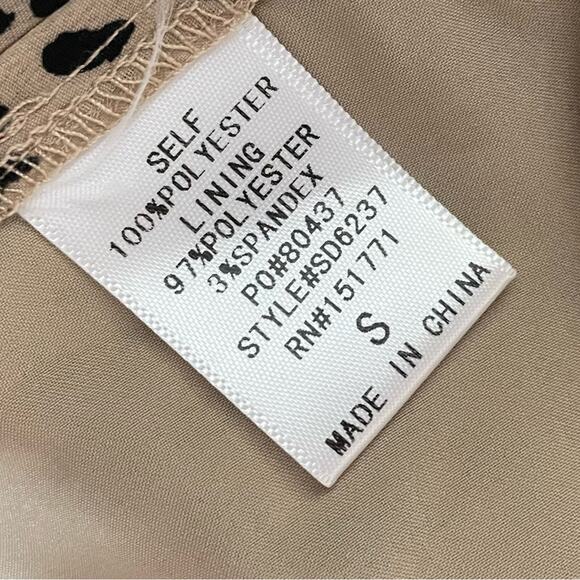 SELF
100%POLYESTER
LINING
97%POLYESTER
3%SPANDEX
PO#80437
STYLE#SD6237
RN#151771
S
MADE IN CHINA